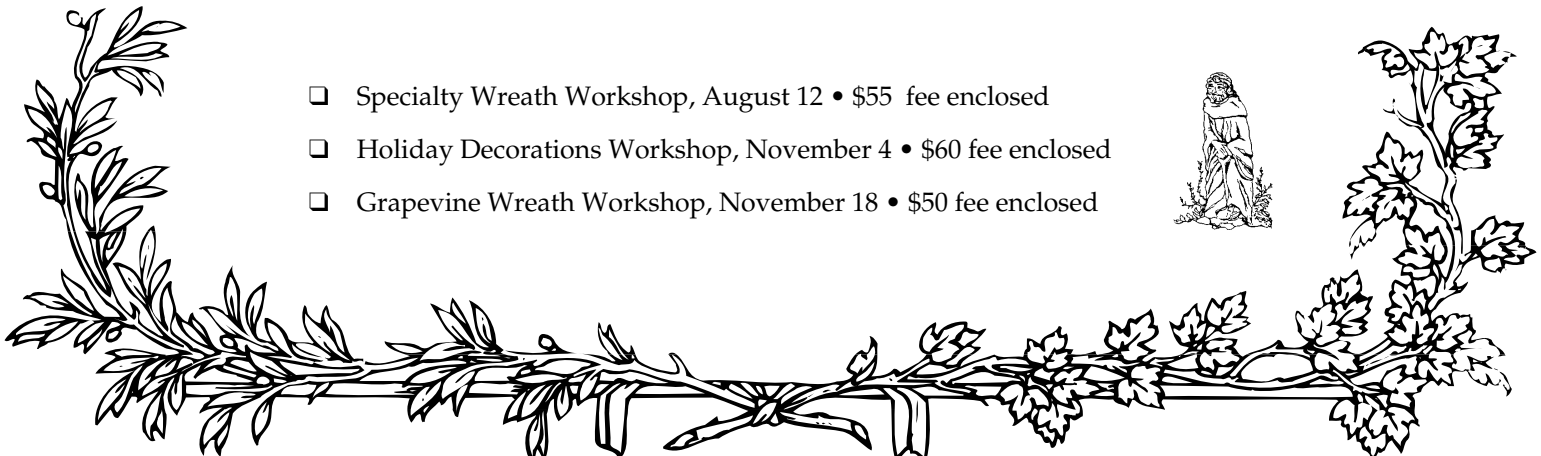 ❑ Specialty Wreath Workshop, August 12 • $55 fee enclosed
❑ Holiday Decorations Workshop, November 4 • $60 fee enclosed
❑ Grapevine Wreath Workshop, November 18 • $50 fee enclosed